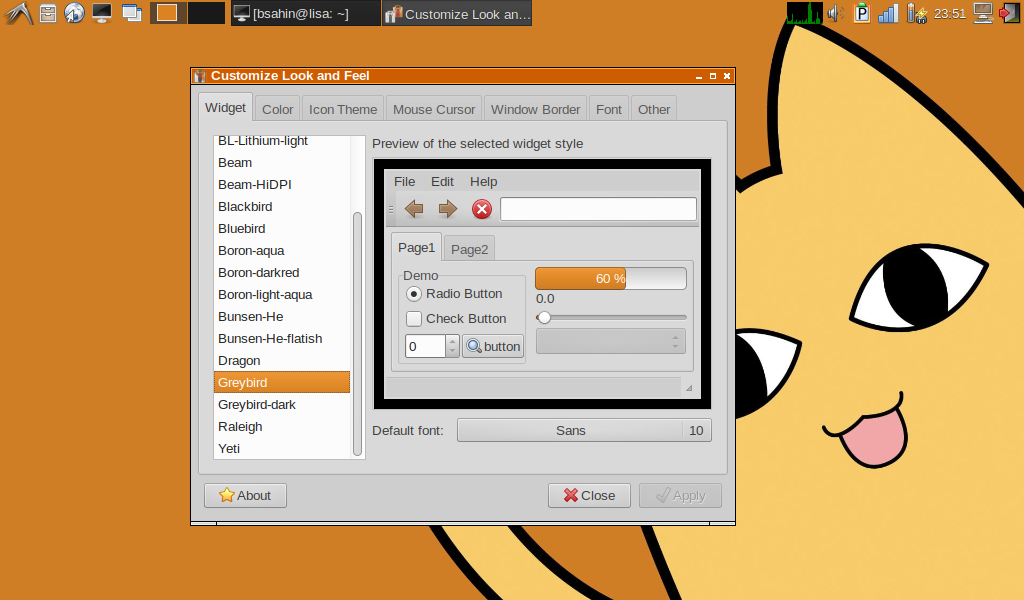 [bsahin@lisa: ~]
Customize Look an...
P
23:51
Customize Look and Feel
Widget
Color
Icon Theme
Mouse Cursor
Window Border
Font
Other
BL-Lithium-light
Beam
Beam-HiDPI
Blackbird
Bluebird
Boron-aqua
Boron-darkred
Boron-light-aqua
Bunsen-He
Bunsen-He-flatish
Dragon
Greybird
Greybird-dark
Raleigh
Yeti
Preview of the selected widget style
File Edit Help
Page1 Page2
Demo
Radio Button
Check Button
0
button
60 %
0.0
Default font:
Sans 10
About
Close
Apply